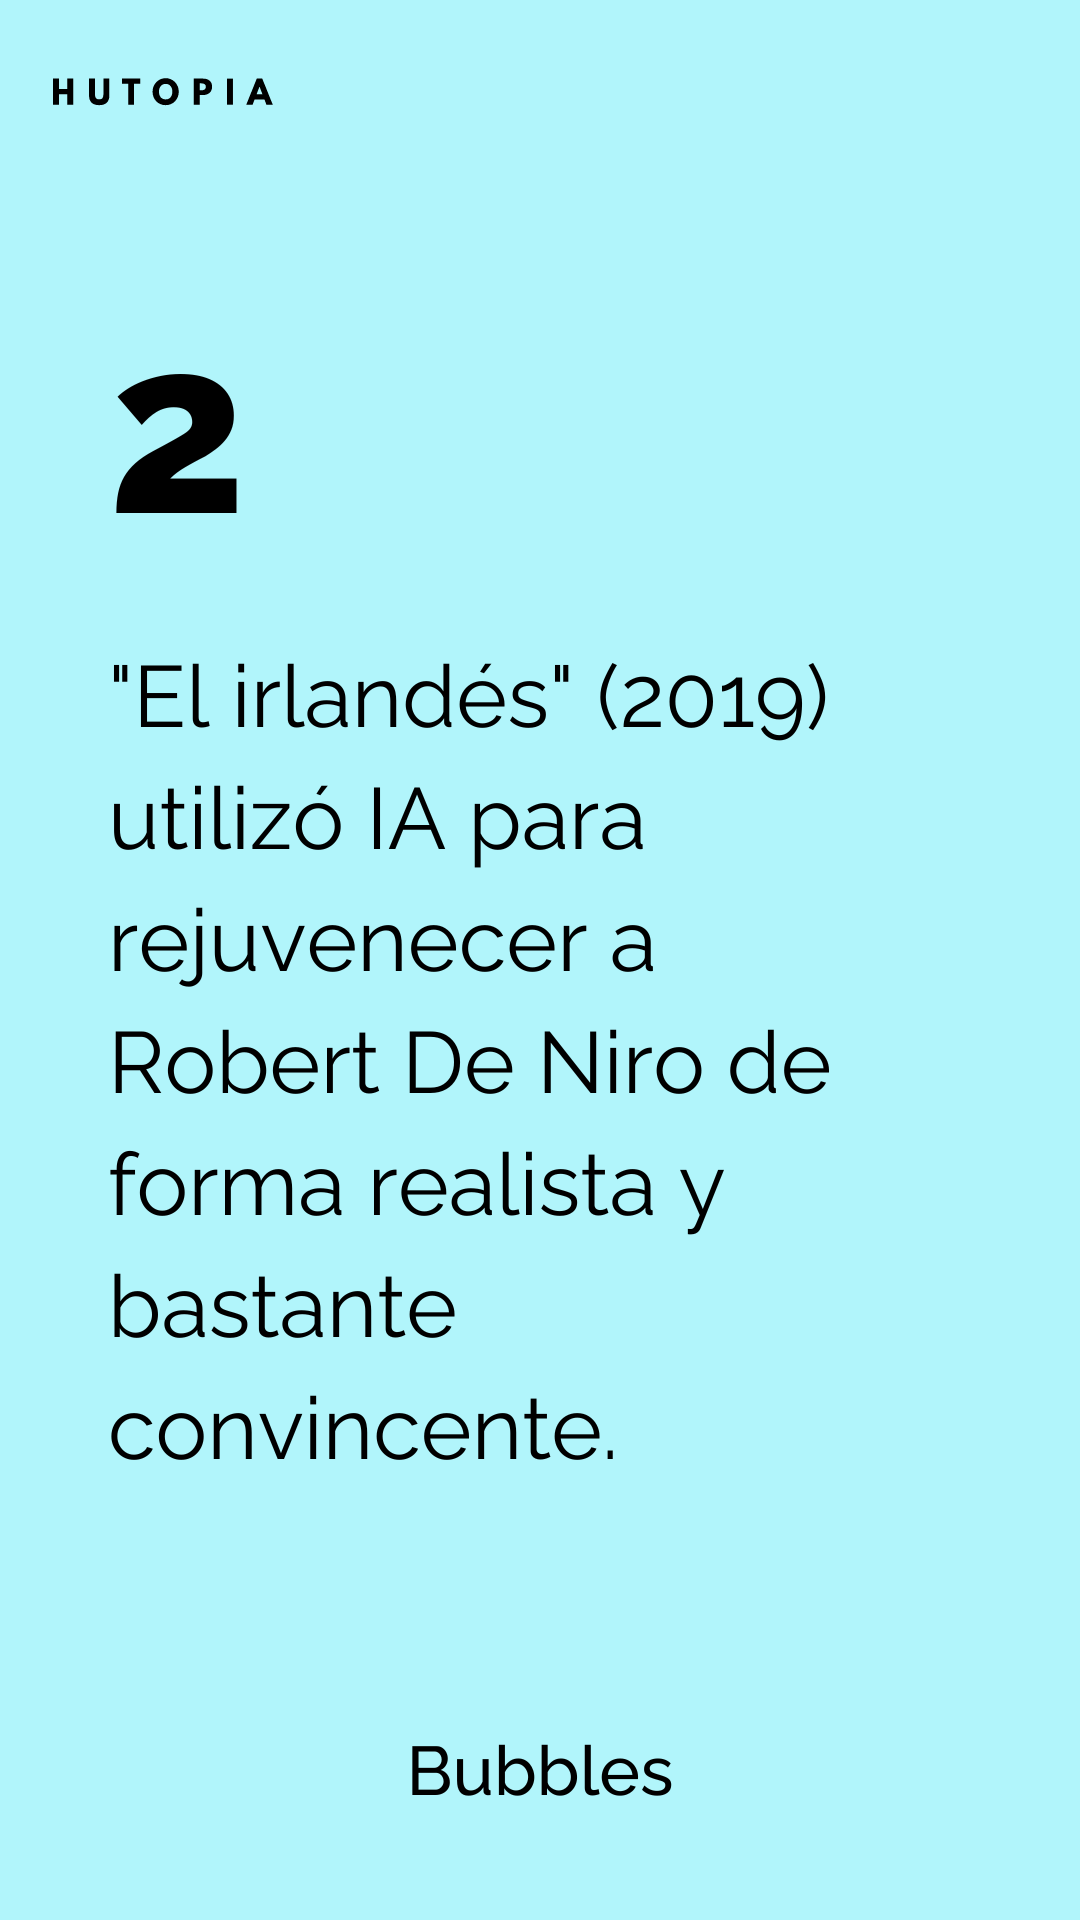 HUTOPIA
2
"El irlandés" (2019)
utilizó IA para
rejuvenecer a
Robert De Niro de
forma realista y
bastante
convincente.
Bubbles